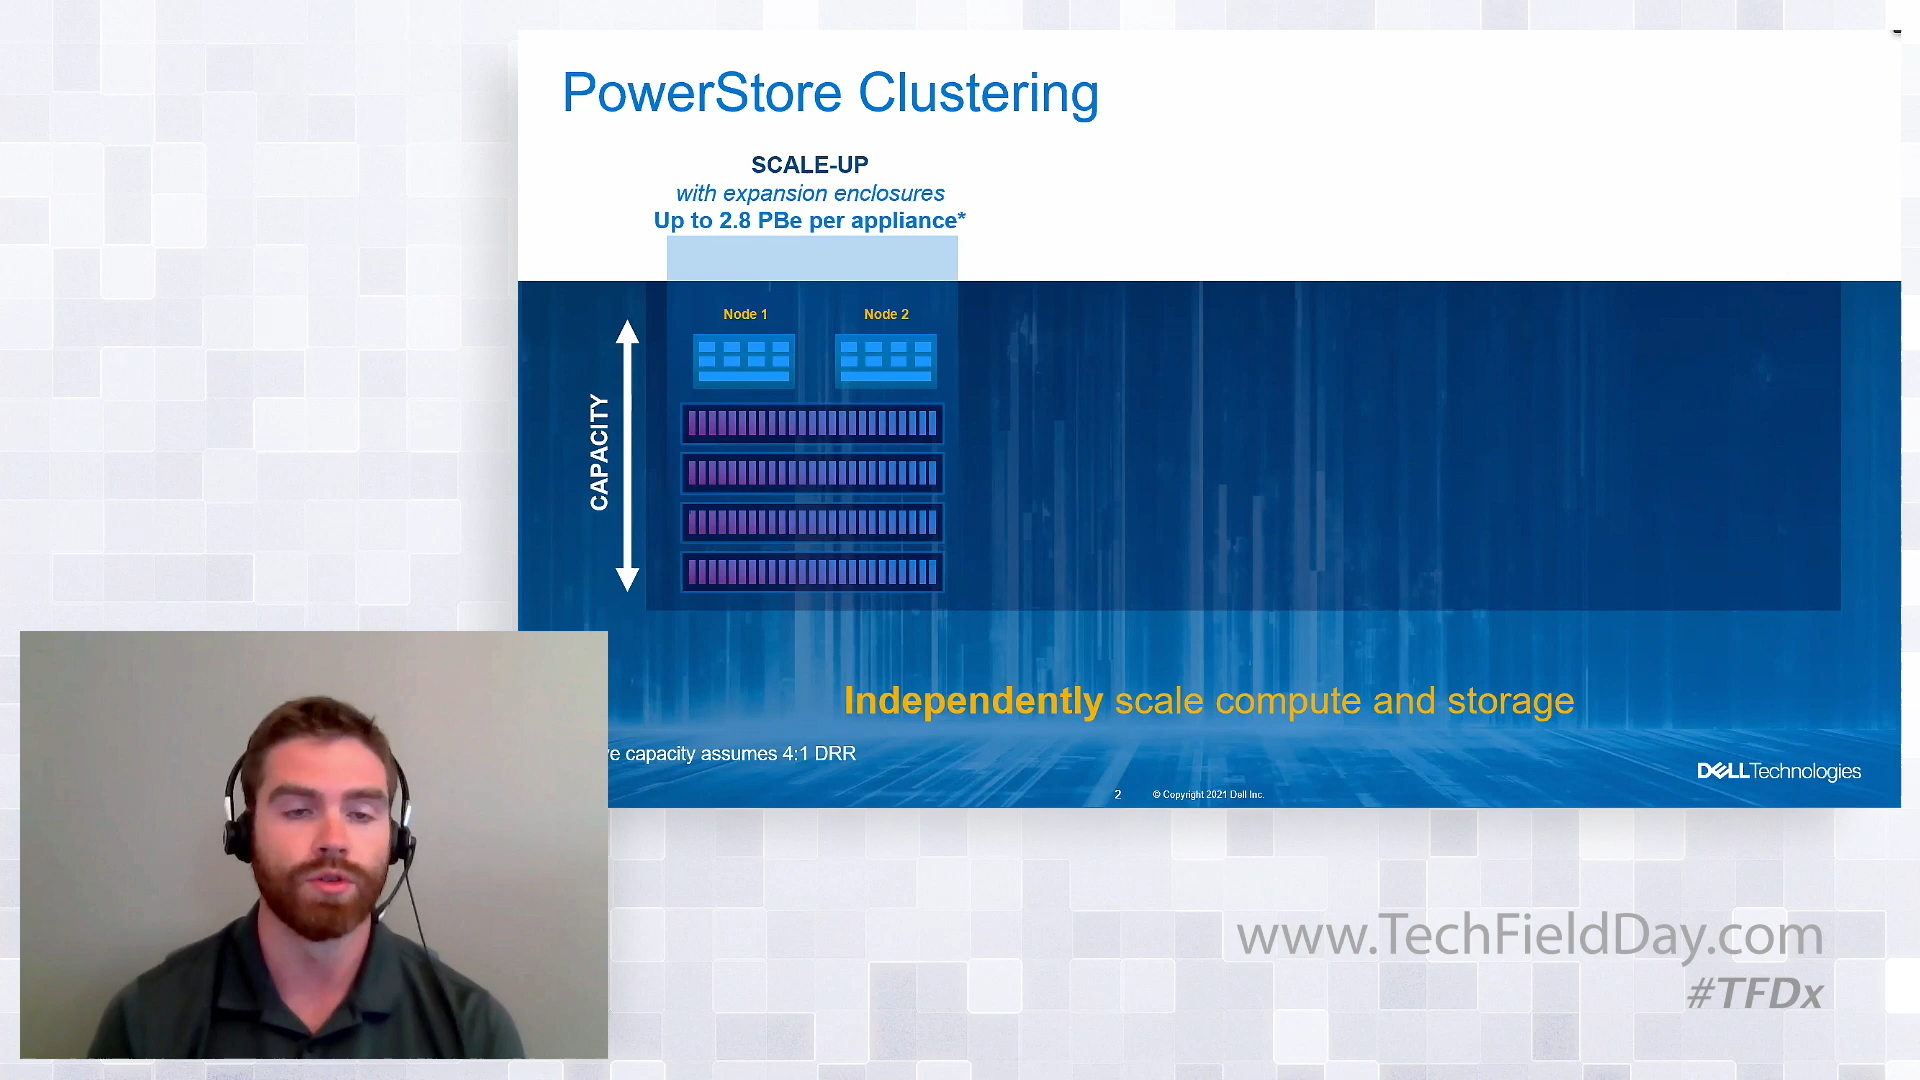 PowerStore Clustering
SCALE-UP
with expansion enclosures
Up to 2.8 PBe per appliance*
Node 1
Node 2
CAPACITY
Independently scale compute and storage
capacity assumes 4:1 DRR
DELL Technologies
2
© Copyright 2021 Dell Inc.
www.TechFieldDay.com
#TFDx